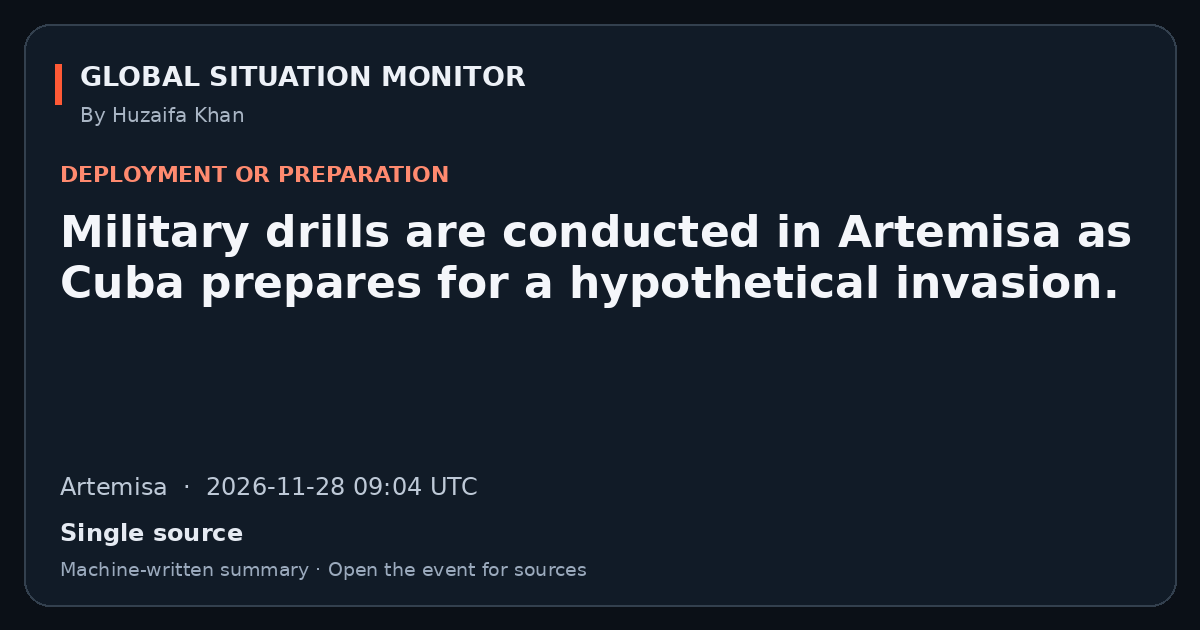 GLOBAL SITUATION MONITOR
By Huzaifa Khan
DEPLOYMENT OR PREPARATION
Military drills are conducted in Artemisa as
Cuba prepares for a hypothetical invasion.
Artemisa · 2026-11-28 09:04 UTC
Single source
Machine-written summary · Open the event for sources